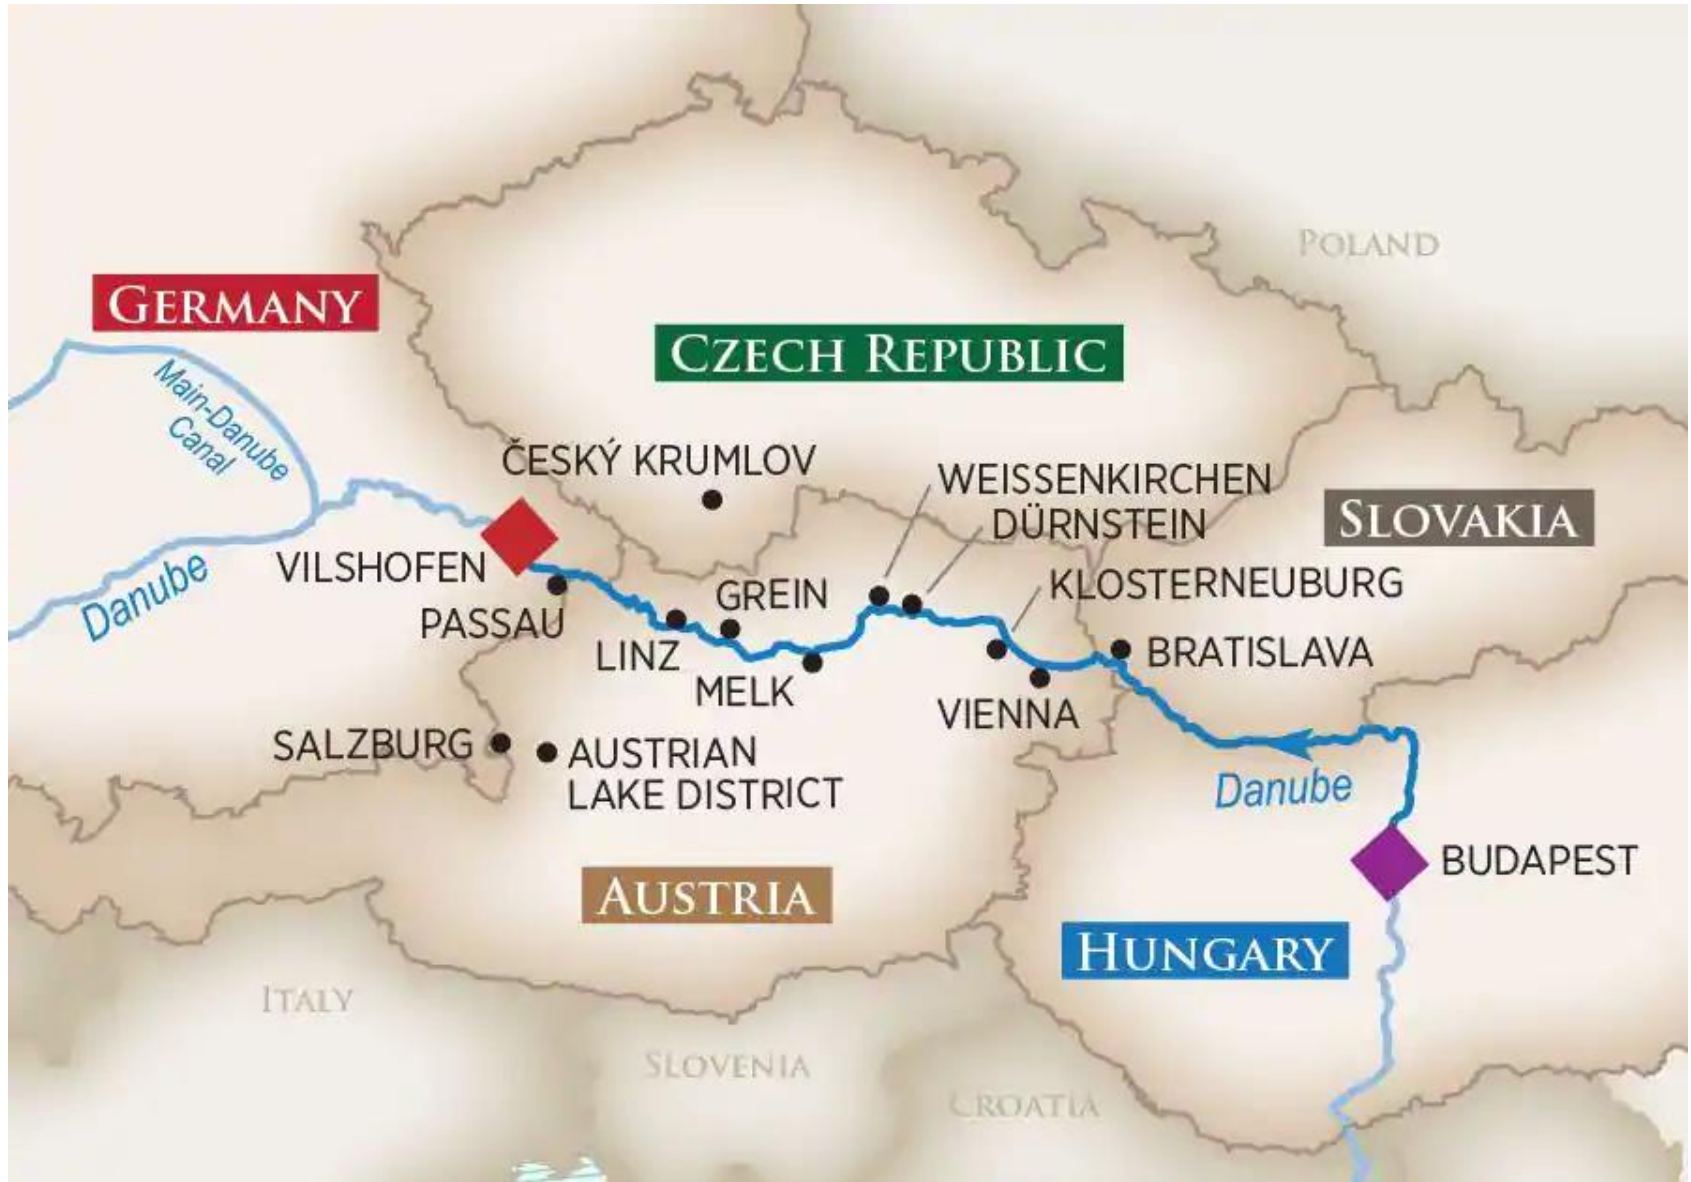 POLAND
GERMANY
CZECH REPUBLIC
Main-Danube
Canal
ČESKÝ KRUMLOV
WEISSENKIRCHEN
DÜRNSTEIN
SLOVAKIA
VILSHOFEN
Danube
PASSAU
GREIN
KLOSTERNEUBURG
LINZ
MELK
BRATISLAVA
VIENNA
SALZBURG
AUSTRIAN
LAKE DISTRICT
Danube
BUDAPEST
AUSTRIA
HUNGARY
ITALY
SLOVENIA
CROATIA